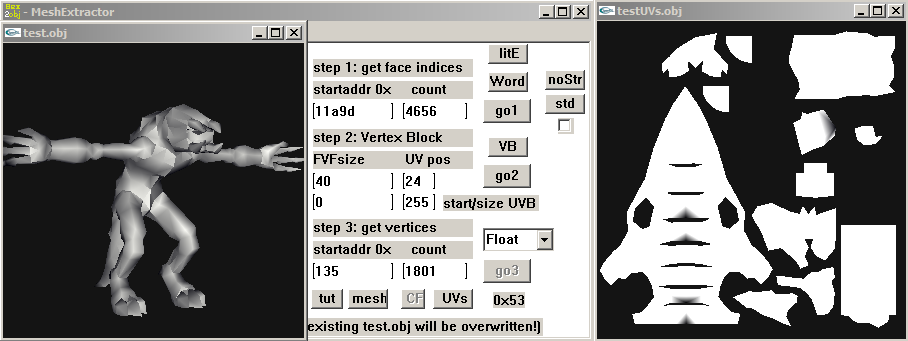 Hex
2obj
- MeshExtractor
test.obj
testUVs.obj
litE
step 1: get face indices
Word
noStr
startaddr 0x count
[11a9d ] [4656 ]
go1
std
step 2: Vertex Block
VB
FVFsize UV pos
go2
[40 ] [24 ]
[0 ] [255 ] start/size UVB
step 3: get vertices
Float
startaddr 0x count
[135 ] [1801 ]
go3
tut mesh CF UVs 0x53
existing test.obj will be overwritten!)